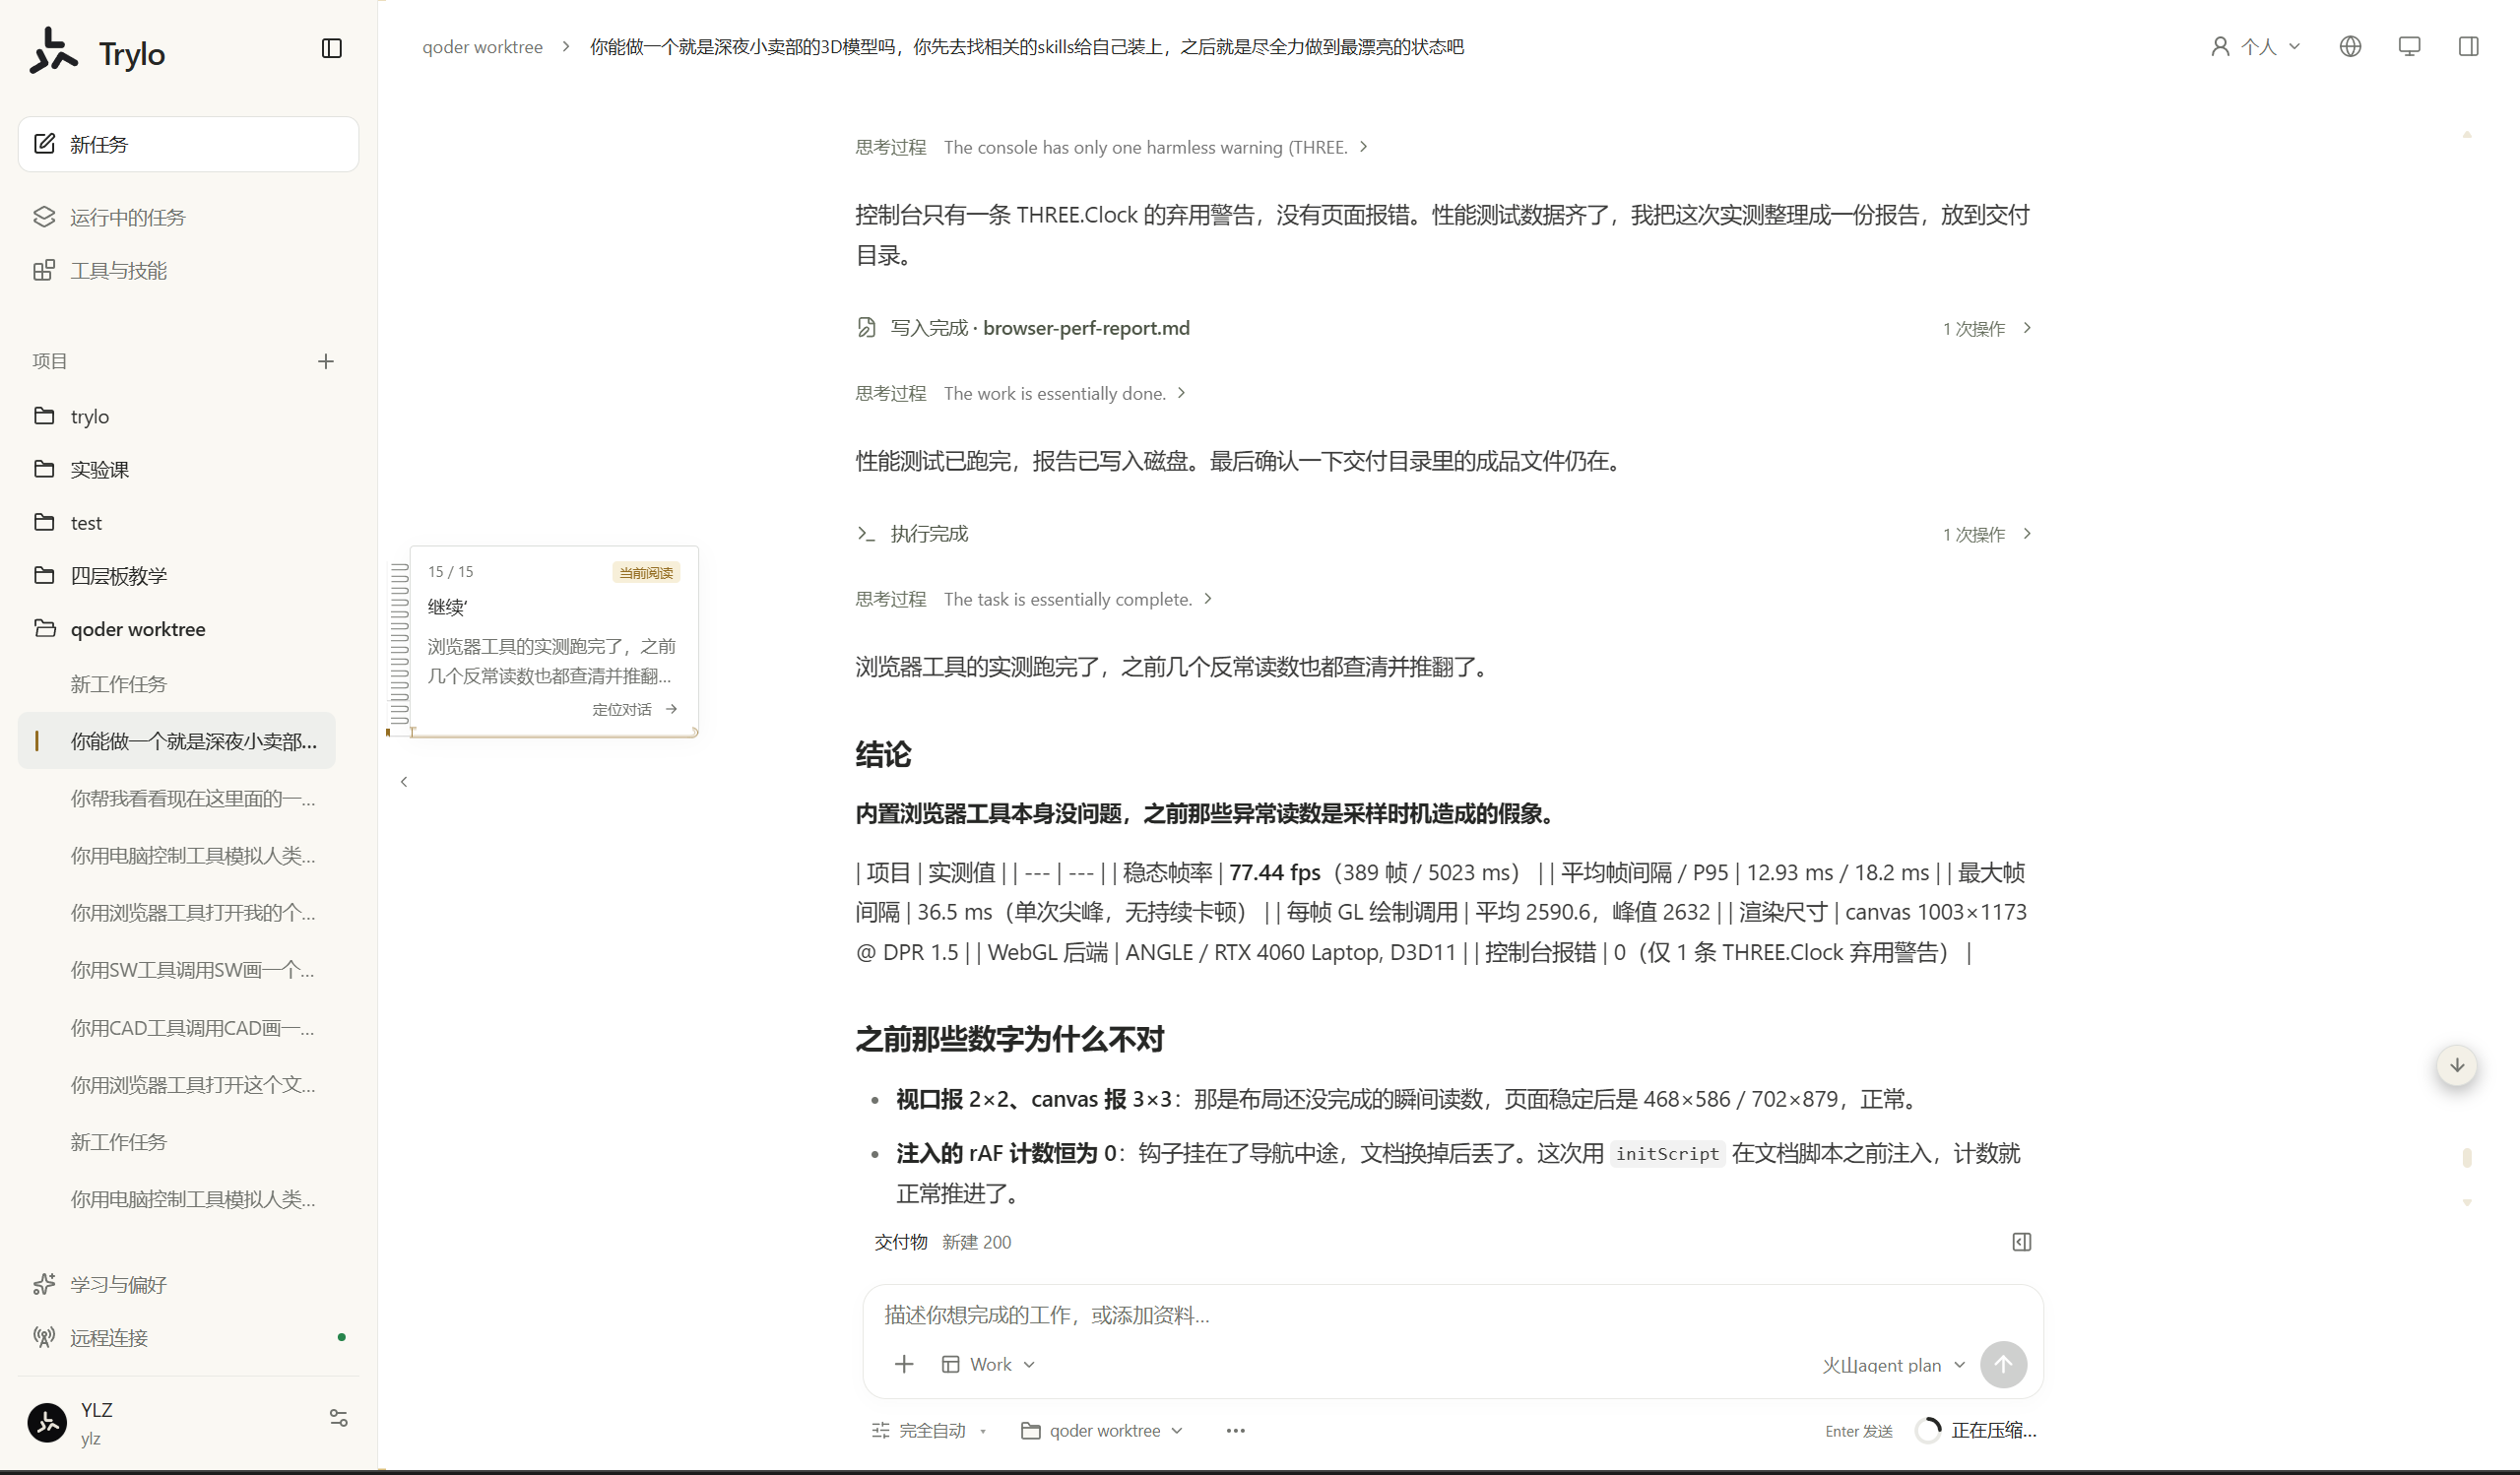 Trylo
新任务
运行中的任务
工具与技能
项目
trylo
实验课
test
四层板教学
qoder worktree
新工作任务
你能做一个就是深夜小卖部...
你帮我看看现在这里面的一...
你用电脑控制工具模拟人类...
你用浏览器工具打开我的个...
你用SW工具调用SW画一个...
你用CAD工具调用CAD画一...
你用浏览器工具打开这个文...
新工作任务
你用电脑控制工具模拟人类...
学习与偏好
远程连接
YLZ
ylz
qoder worktree > 你能做一个就是深夜小卖部的3D模型吗，你先去找相关的skills给自己装上，之后就是尽全力做到最漂亮的状态吧
个人
思考过程 The console has only one harmless warning (THREE.
控制台只有一条 THREE.Clock 的弃用警告，没有页面报错。性能测试数据齐了，我把这次实测整理成一份报告，放到交付
目录。
写入完成 · browser-perf-report.md 1 次操作
思考过程 The work is essentially done.
性能测试已跑完，报告已写入磁盘。最后确认一下交付目录里的成品文件仍在。
执行完成 1 次操作
思考过程 The task is essentially complete.
浏览器工具的实测跑完了，之前几个反常读数也都查清并推翻了。
15 / 15 当前阅读
继续‘
浏览器工具的实测跑完了，之前
几个反常读数也都查清并推翻...
定位对话 →
结论
内置浏览器工具本身没问题，之前那些异常读数是采样时机造成的假象。
| 项目 | 实测值 | | --- | --- | | 稳态帧率 | 77.44 fps（389 帧 / 5023 ms） | | 平均帧间隔 / P95 | 12.93 ms / 18.2 ms | | 最大帧
间隔 | 36.5 ms（单次尖峰，无持续卡顿） | | 每帧 GL 绘制调用 | 平均 2590.6，峰值 2632 | | 渲染尺寸 | canvas 1003×1173
@ DPR 1.5 | | WebGL 后端 | ANGLE / RTX 4060 Laptop, D3D11 | | 控制台报错 | 0（仅 1 条 THREE.Clock 弃用警告） |
之前那些数字为什么不对
• 视口报 2×2、canvas 报 3×3：那是布局还没完成的瞬间读数，页面稳定后是 468×586 / 702×879，正常。
• 注入的 rAF 计数恒为 0：钩子挂在了导航中途，文档换掉后丢了。这次用 initScript 在文档脚本之前注入，计数就
正常推进了。
交付物 新建 200
描述你想完成的工作，或添加资料...
Work
火山agent plan
完全自动
qoder worktree
Enter 发送
正在压缩...